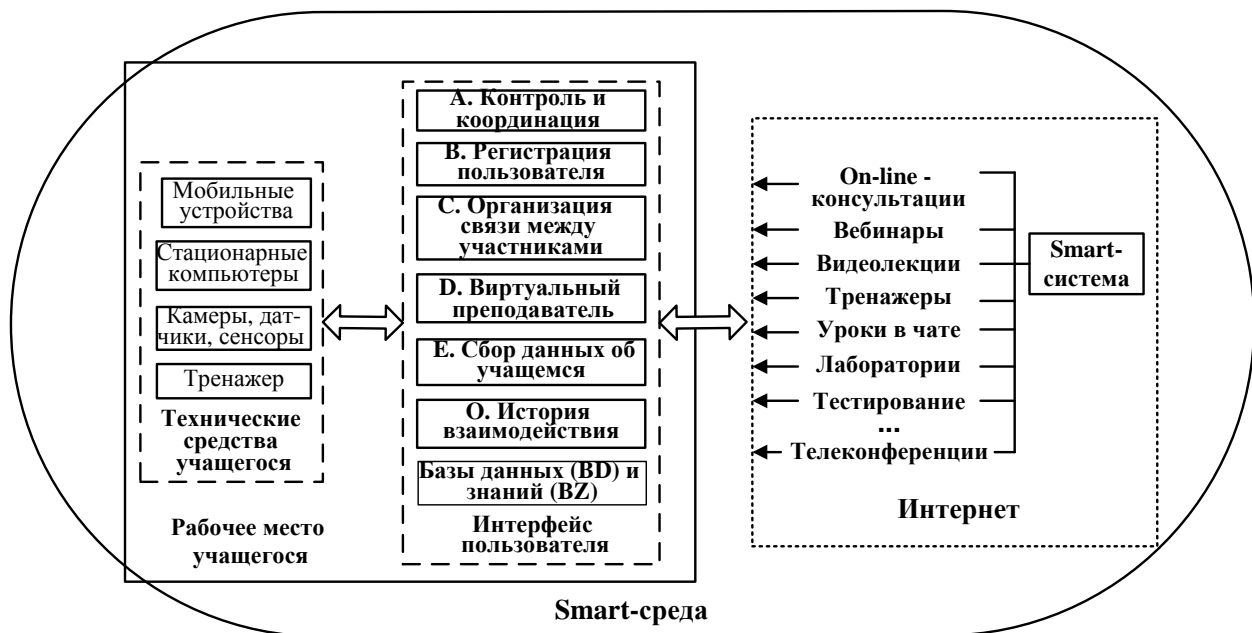 Мобильные
устройства
Стационарные
компьютеры
Камеры, дат-
чики, сенсоры
Тренажер
Технические
средства
учащегося
Рабочее место
учащегося
A. Контроль и
координация
B. Регистрация
пользователя
C. Организация
связи между
участниками
D. Виртуальный
преподаватель
E. Сбор данных об
учащемся
O. История
взаимодействия
Базы данных (BD) и
знаний (BZ)
Интерфейс
пользователя
On-line -
консультации
Вебинары
Видеолекции
Тренажеры
Уроки в чате
Лаборатории
Тестирование
...
Телеконференции
Smart-
система
Интернет
Smart-среда